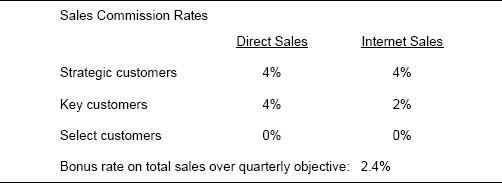 Sales Commission Rates
Direct Sales Internet Sales
Strategic customers 4% 4%
Key customers 4% 2%
Select customers 0% 0%
Bonus rate on total sales over quarterly objective: 2.4%